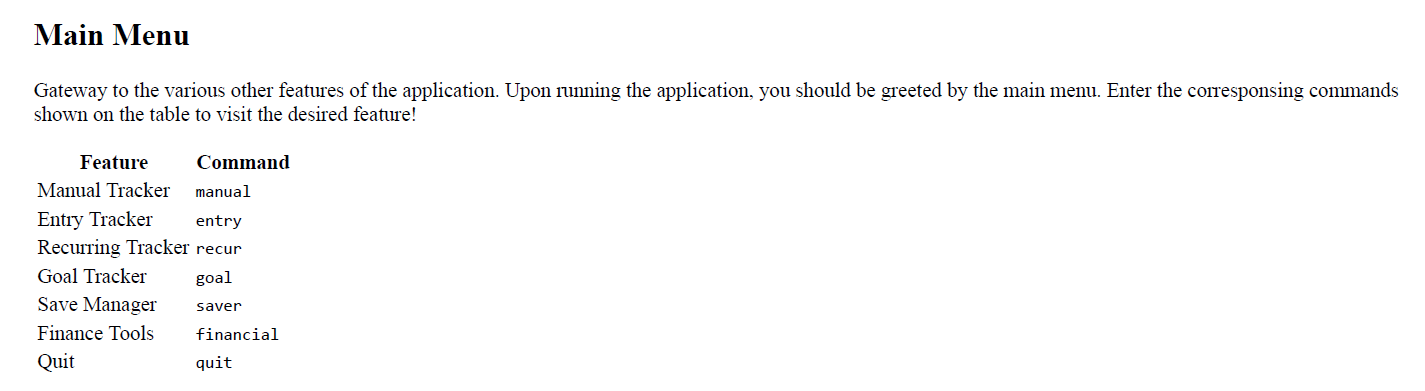 Main Menu
Gateway to the various other features of the application. Upon running the application, you should be greeted by the main menu. Enter the corresponsing commands
shown on the table to visit the desired feature!
Feature Command
Manual Tracker manual
Entry Tracker entry
Recurring Tracker recur
Goal Tracker goal
Save Manager saver
Finance Tools financial
Quit quit